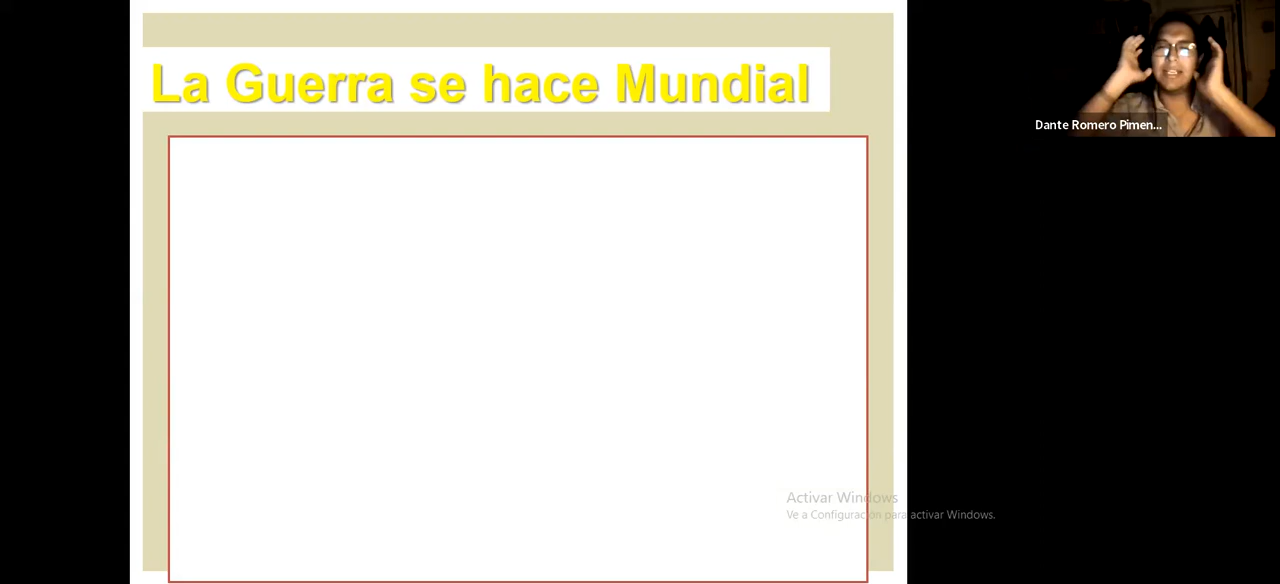 La Guerra se hace Mundial
Dante Romero Pimen...
Activar Windows
Ve a Configuración para activar Windows.